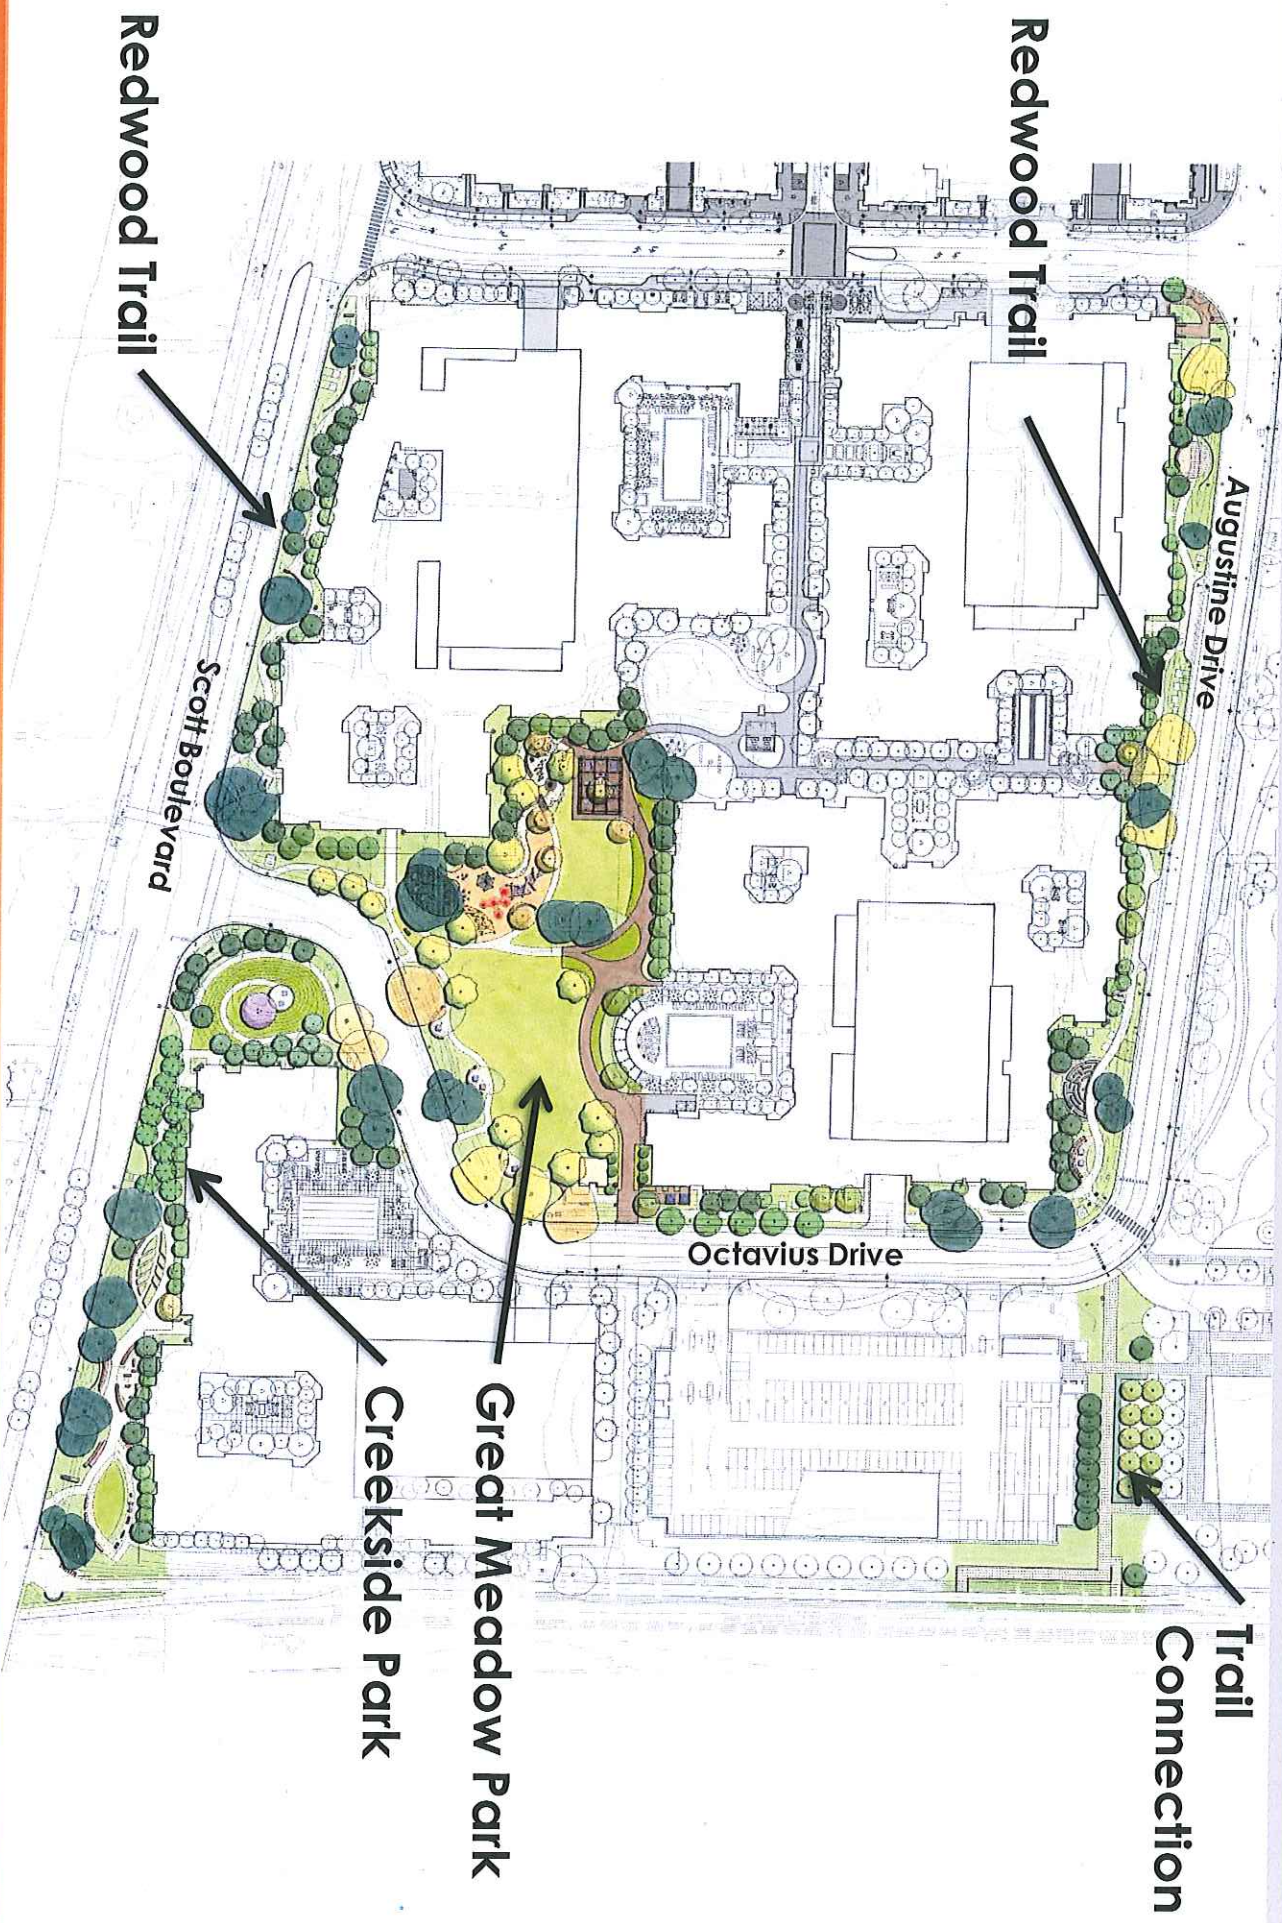 Augustine Drive
Trail
Connection
Redwood Trail
Octavius Drive
Great Meadow Park
Creekside Park
Scott Boulevard
Redwood Trail